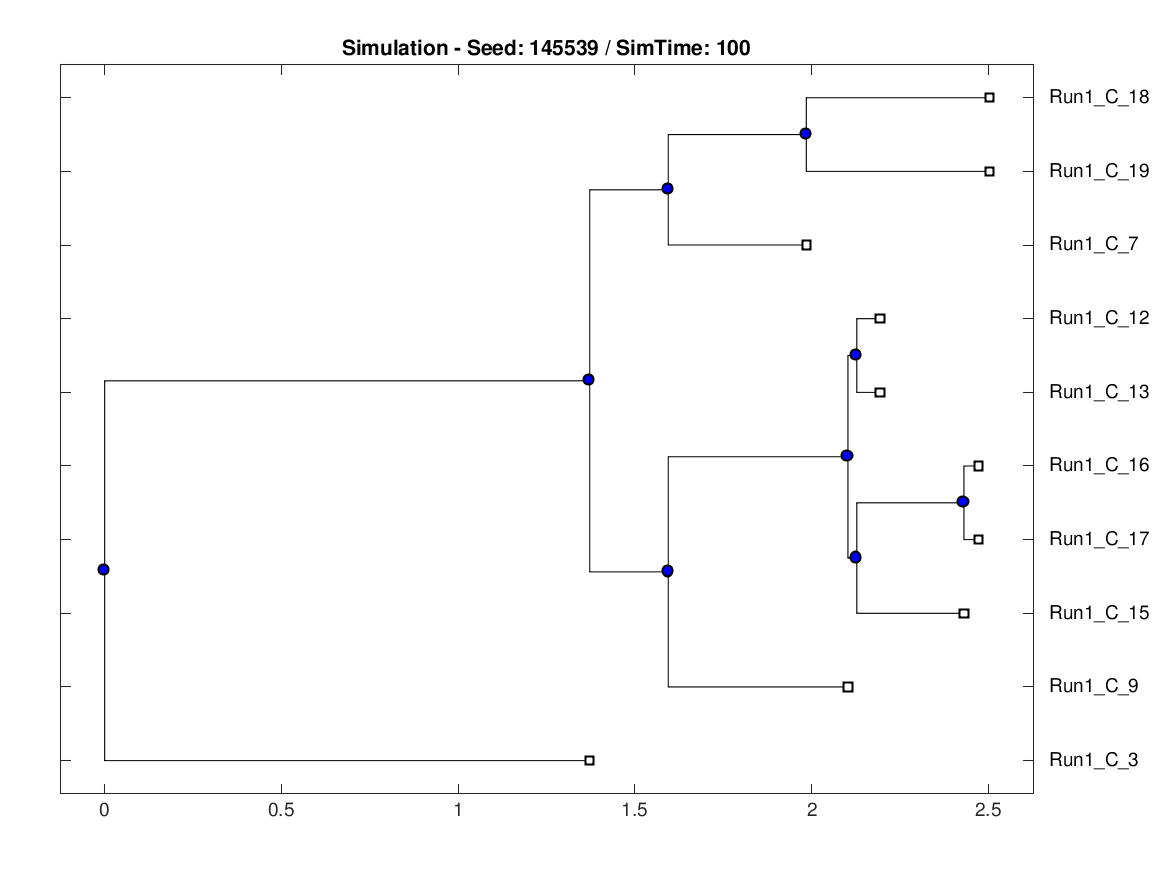 Simulation - Seed: 145539 / SimTime: 100
Run1_C_18
Run1_C_19
Run1_C_7
Run1_C_12
Run1_C_13
Run1_C_16
Run1_C_17
Run1_C_15
Run1_C_9
Run1_C_3
0 0.5 1 1.5 2 2.5